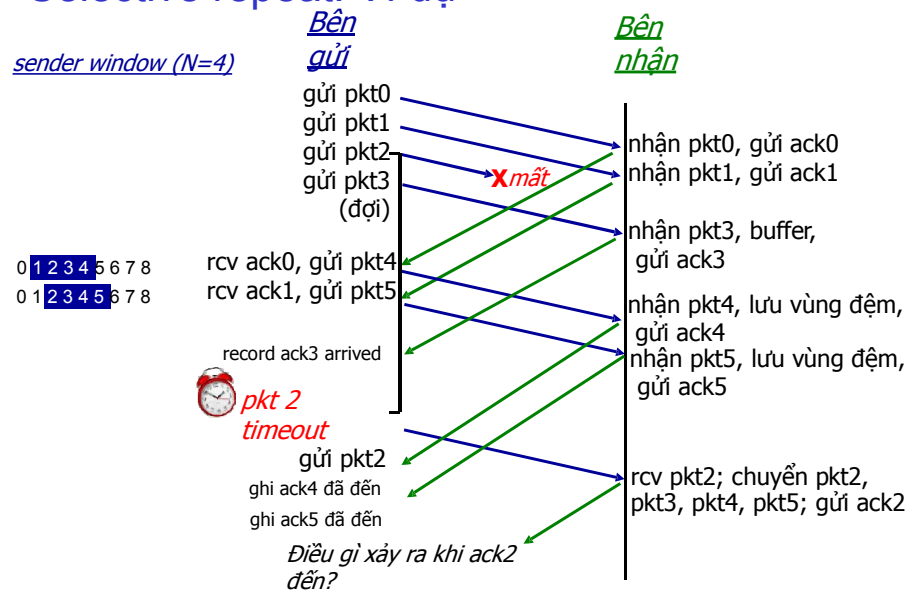 Selective repeat: Ví dụ
Bên
gửi
Bên
nhận
sender window (N=4)
gửi pkt0
gửi pkt1
gửi pkt2
gửi pkt3
(đợi)
Xmất
nhận pkt0, gửi ack0
nhận pkt1, gửi ack1
nhận pkt3, buffer,
gửi ack3
0 1 2 3 4 5 6 7 8
rcv ack0, gửi pkt4
0 1 2 3 4 5 6 7 8
rcv ack1, gửi pkt5
nhận pkt4, lưu vùng đệm,
gửi ack4
record ack3 arrived
nhận pkt5, lưu vùng đệm,
gửi ack5
pkt 2
timeout
gửi pkt2
ghi ack4 đã đến
ghi ack5 đã đến
rcv pkt2; chuyển pkt2,
pkt3, pkt4, pkt5; gửi ack2
Điều gì xảy ra khi ack2
đến?